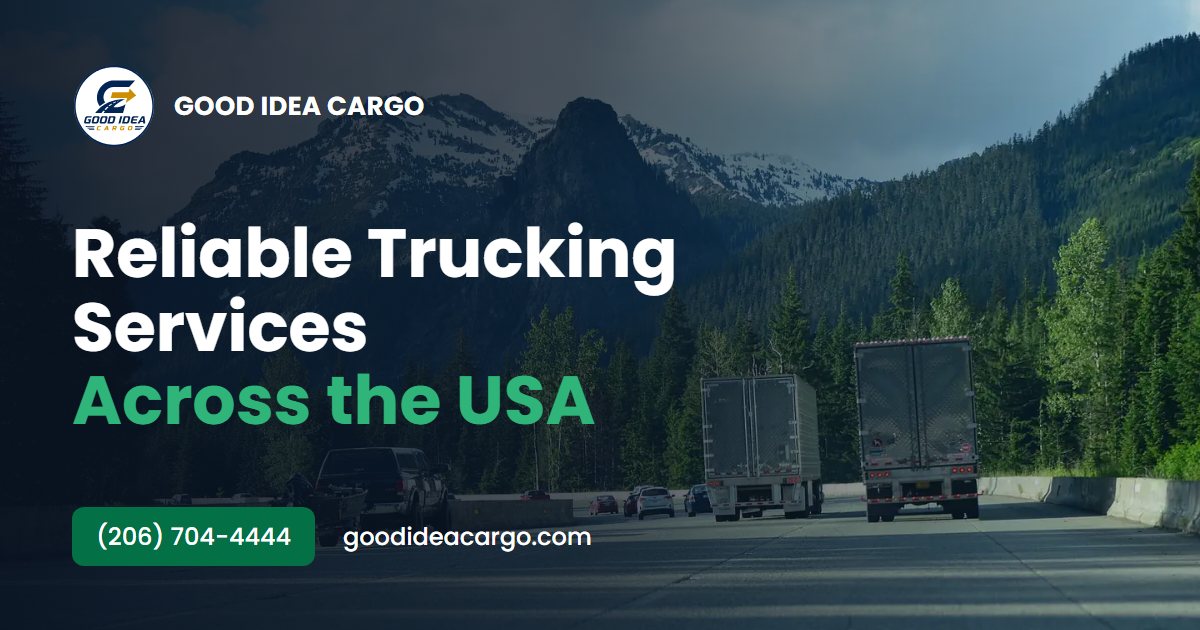 GOOD IDEA
CARGO
GOOD IDEA CARGO
Reliable Trucking
Services
Across the USA
(206) 704-4444
goodideacargo.com